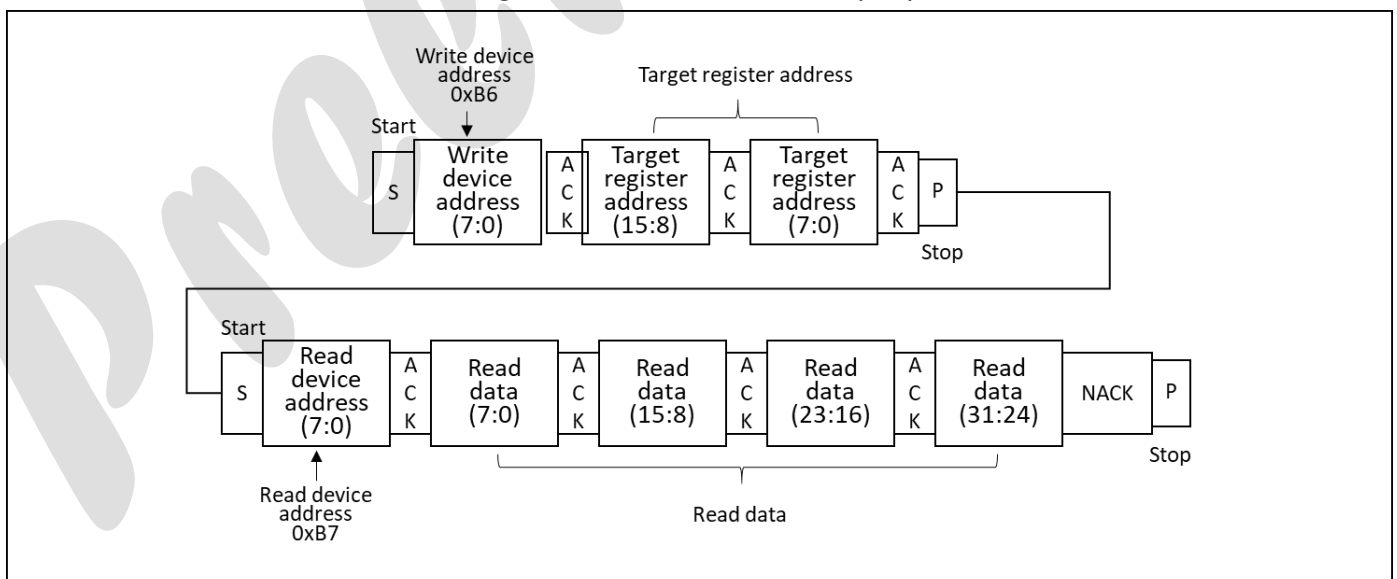 Write device
address
0xB6
Target register address
Start
S
Write
device
address
(7:0)
A
C
K
Target
register
address
(15:8)
A
C
K
Target
register
address
(7:0)
A
C
K
P
Stop
Start
S
Read
device
address
(7:0)
A
C
K
Read
data
(7:0)
A
C
K
Read
data
(15:8)
A
C
K
Read
data
(23:16)
A
C
K
Read
data
(31:24)
NACK
P
Stop
Read device
address
0xB7
Read data